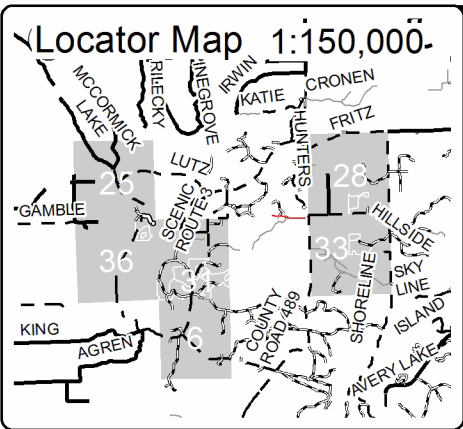 Locator Map 1:150,000
MCCORMICK
LAKE
RILECKY
INEGROVE
IRWIN
KATIE
CRONEN
HUNTERS
FRITZ
LUTZ
25
28
GAMBLE
SCENIC
ROUTE 3
HILLSIDE
36
31
33
SKY
LINE
SHORELINE
COUNTY
ROAD 489
ISLAND
KING
AGREN
6
AVERY LAKE